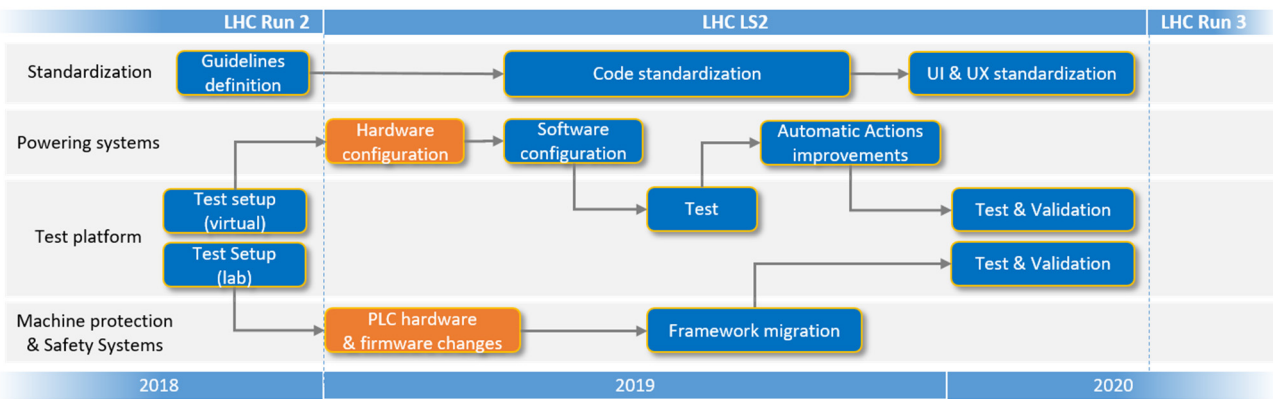 LHC Run 2
LHC LS2
LHC Run 3
Standardization
Guidelines
definition
Code standardization
UI & UX standardization
Powering systems
Hardware
configuration
Software
configuration
Automatic Actions
improvements
Test platform
Test setup
(virtual)
Test
Test & Validation
Test Setup
(lab)
Test & Validation
Machine protection
& Safety Systems
PLC hardware
& firmware changes
Framework migration
2018
2019
2020